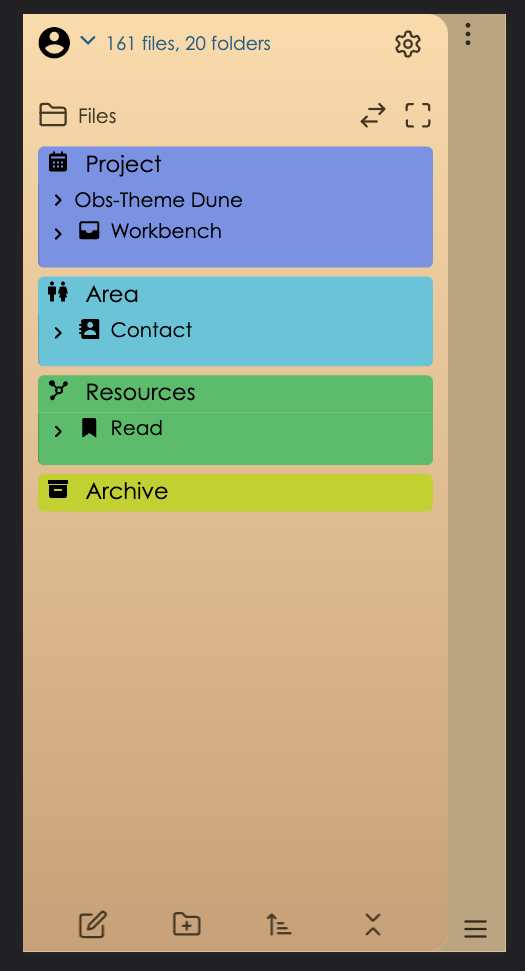 161 files, 20 folders
Files
Project
Obs-Theme Dune
Workbench
Area
Contact
Resources
Read
Archive